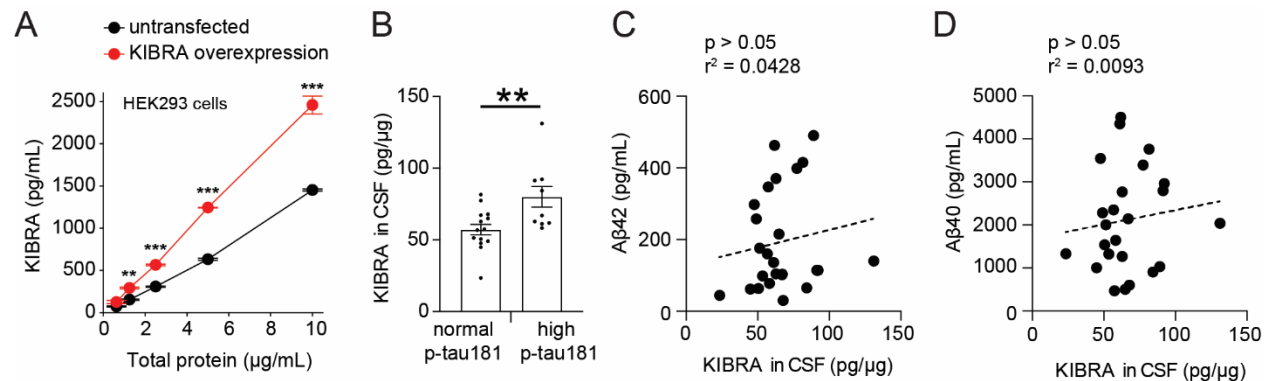 A
untransfected
KIBRA overexpression
HEK293 cells
KIBRA (pg/mL)
2500
2000
1500
1000
500
0
** *** *** ***
0 2 4 6 8 10
Total protein (µg/mL)
B
**
KIBRA in CSF (pg/µg)
150
100
50
0
normal
p-tau181
high
p-tau181
C
p > 0.05
r² = 0.0428
Aβ42 (pg/mL)
600
400
200
0
0 50 100 150
KIBRA in CSF (pg/µg)
D
p > 0.05
r² = 0.0093
Aβ40 (pg/mL)
5000
4000
3000
2000
1000
0
0 50 100 150
KIBRA in CSF (pg/µg)